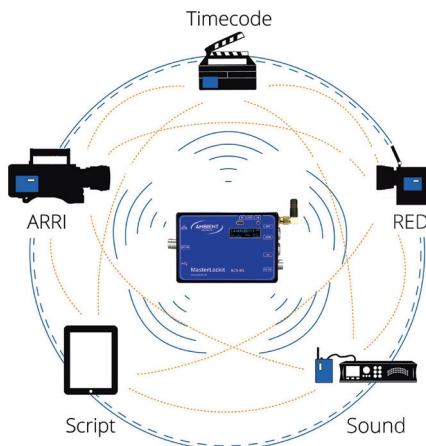 Timecode
ARRI
RED
AMBIENT
MasterLockit
Script
Sound